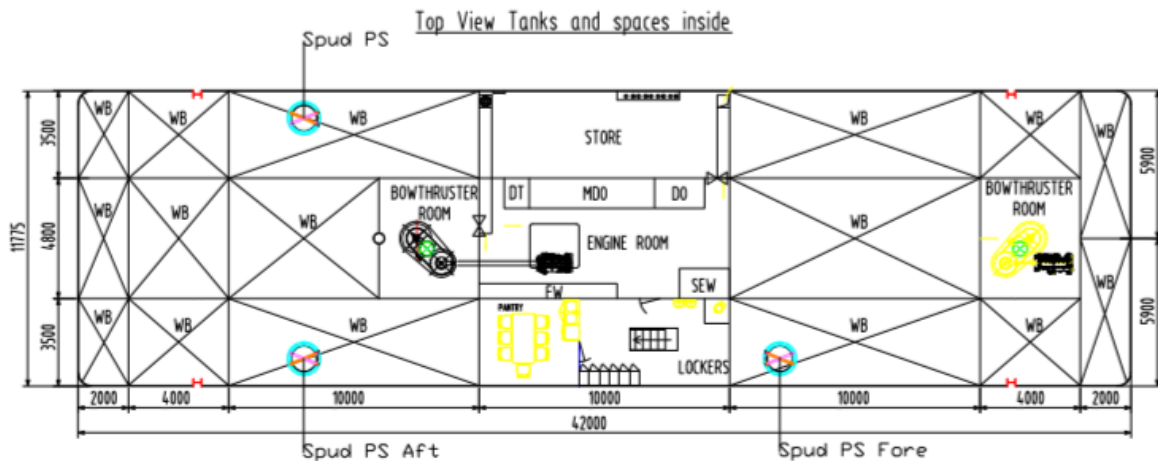 Top View Tanks and spaces inside
Spud PS
WB WB WB WB WB WB
3500 STORE 5900
DT MDO DO
BOWTHRUSTER ROOM BOWTHRUSTER ROOM
11775 4800 WB WB WB WB
ENGINE ROOM
SEW
FW
PANTRY
3500 WB WB WB WB WB WB 5900
LOCKERS
2000 4000 10000 10000 10000 4000 2000
42000
Spud PS Aft Spud PS Fore